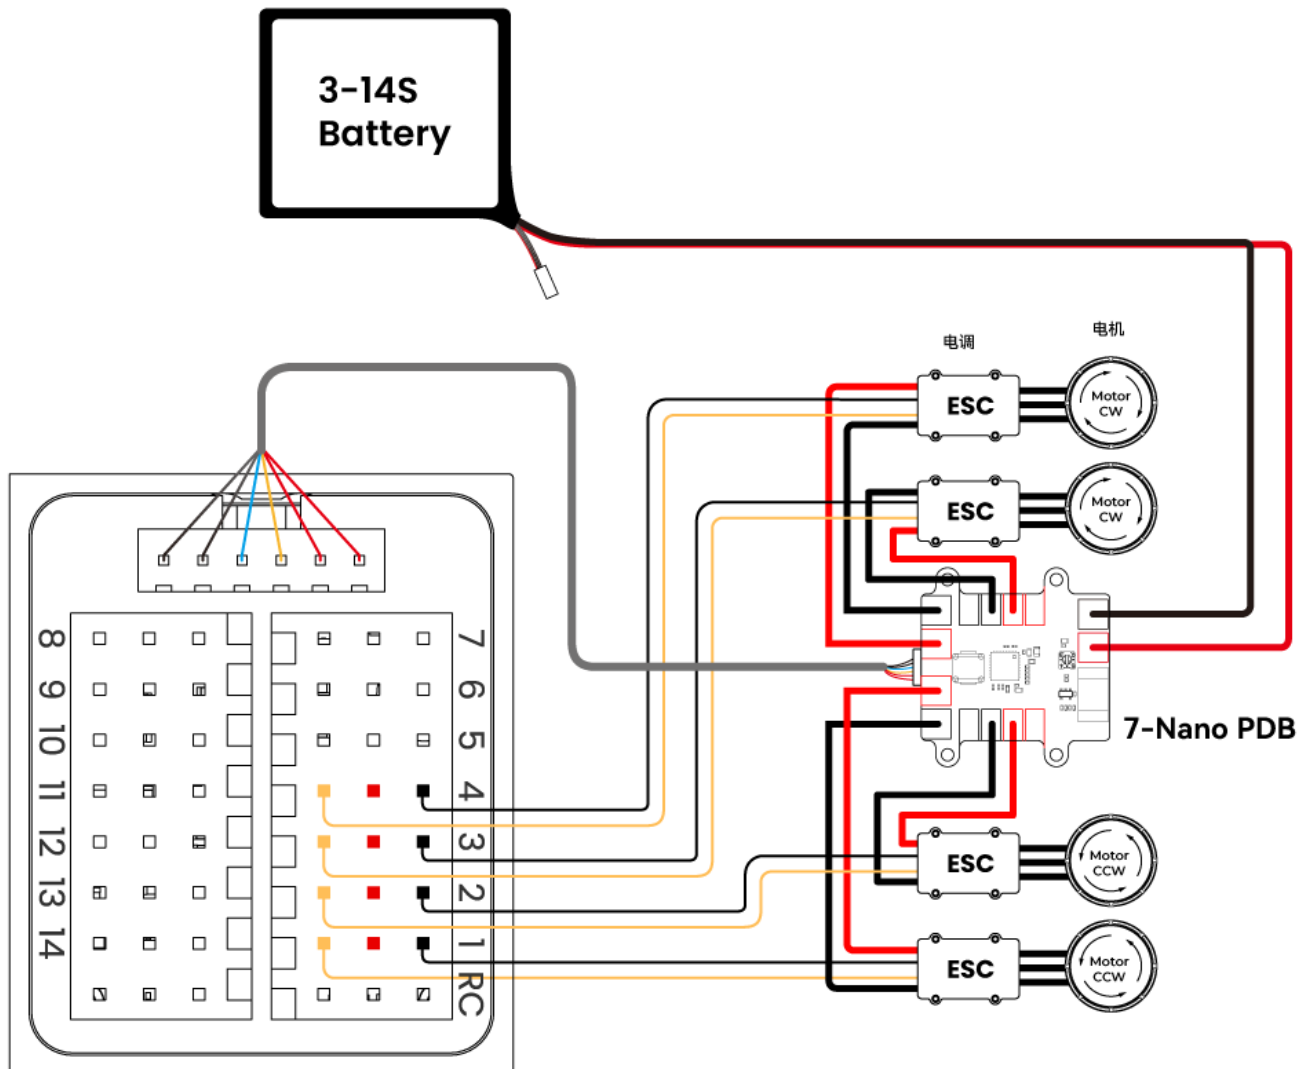 3-14S
Battery
电调
电机
ESC
Motor
CW
ESC
Motor
CW
7-Nano PDB
ESC
Motor
CCW
ESC
Motor
CCW
8
7
9
6
10
5
11
4
12
3
13
2
14
1
RC